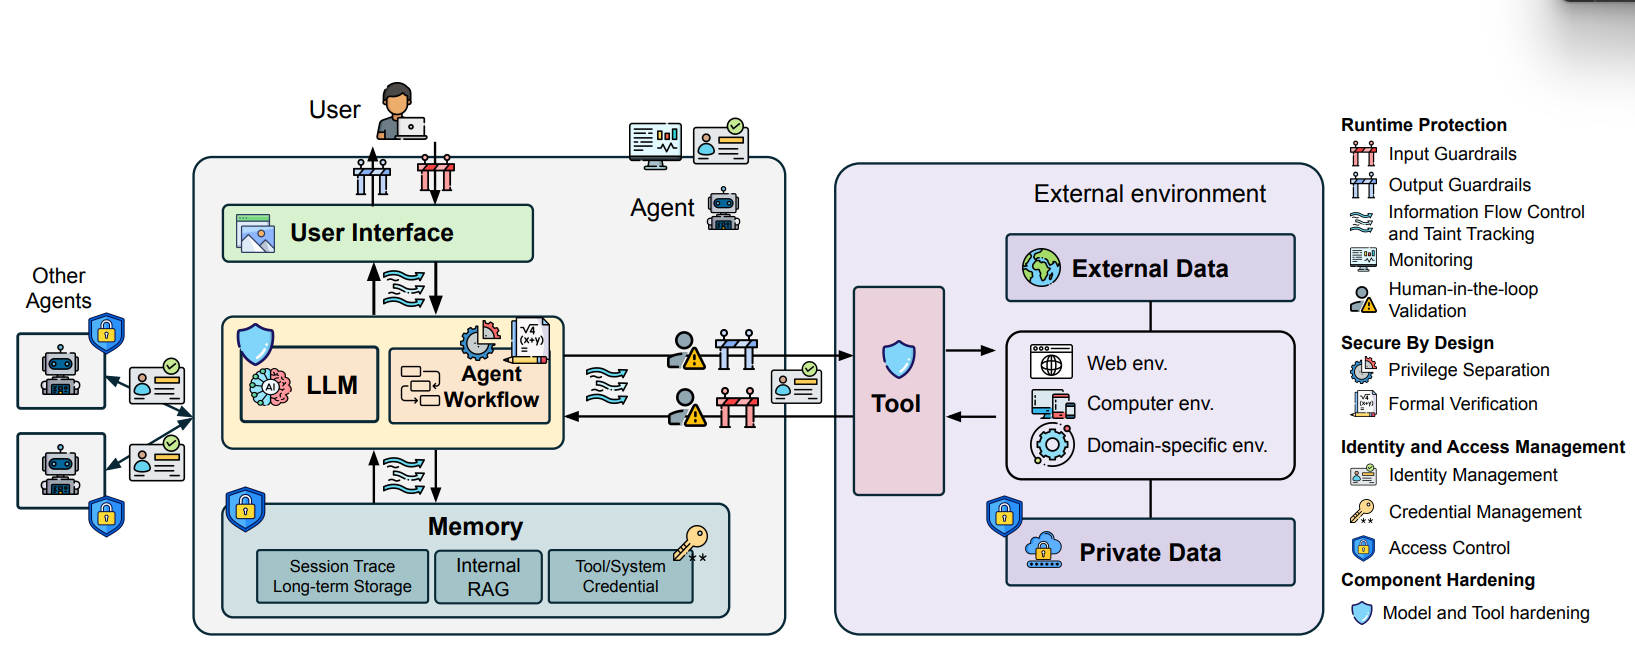 User
Agent
User Interface
Other
Agents
LLM
AI
Agent
Workflow
√4
(x+y)
=
Memory
Session Trace
Long-term Storage
Internal
RAG
Tool/System
Credential
**
External environment
Tool
External Data
Web env.
Computer env.
Domain-specific env.
Private Data
Runtime Protection
Input Guardrails
Output Guardrails
Information Flow Control
and Taint Tracking
Monitoring
Human-in-the-loop
Validation
Secure By Design
Privilege Separation
Formal Verification
√4
(x+y)
Identity and Access Management
Identity Management
Credential Management
**
Access Control
Component Hardening
Model and Tool hardening